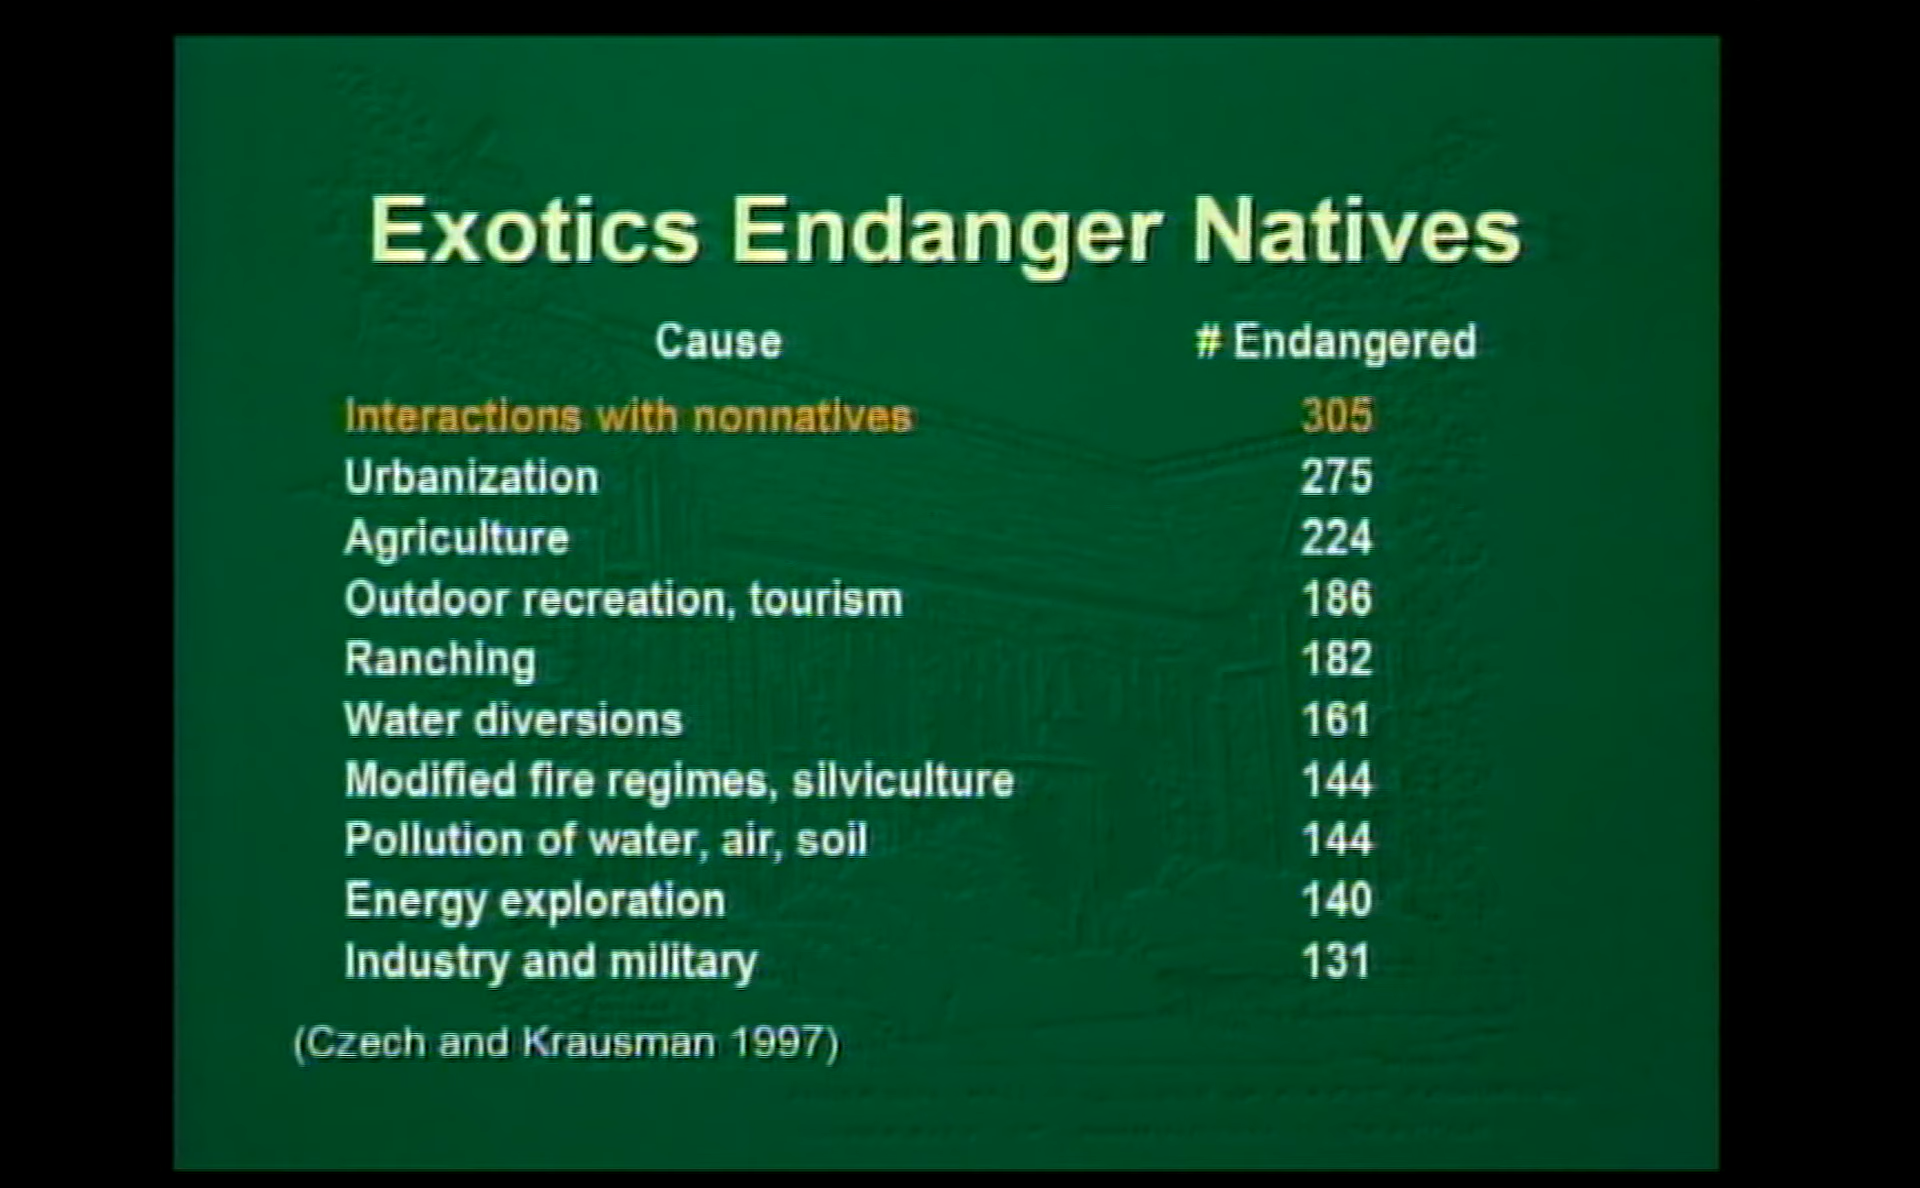 Exotics Endanger Natives
Cause # Endangered
Interactions with nonnatives 305
Urbanization 275
Agriculture 224
Outdoor recreation, tourism 186
Ranching 182
Water diversions 161
Modified fire regimes, silviculture 144
Pollution of water, air, soil 144
Energy exploration 140
Industry and military 131
(Czech and Krausman 1997)